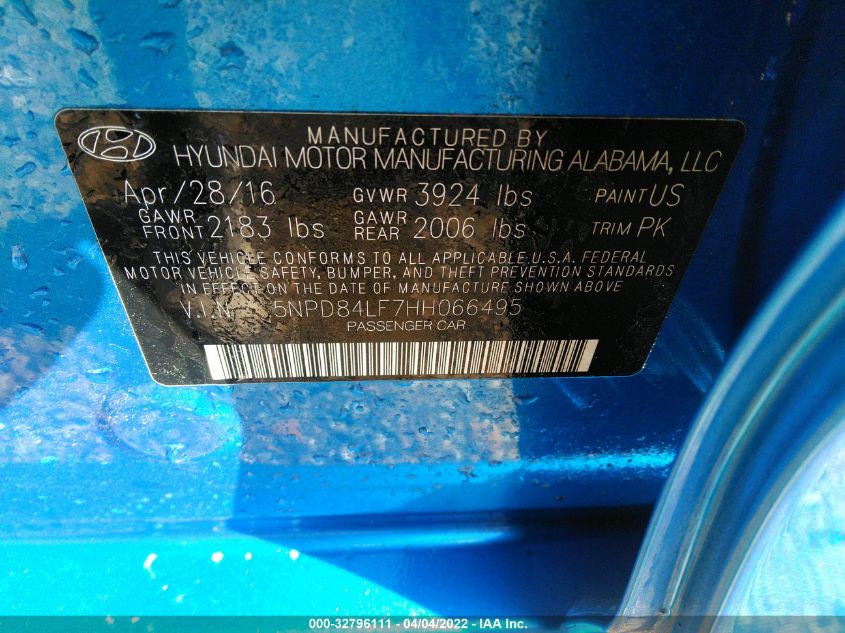 MANUFACTURED BY
HYUNDAI MOTOR MANUFACTURING ALABAMA, LLC
Apr/28/16 GVWR 3924 lbs PAINT US
GAWR FRONT 2183 lbs GAWR REAR 2006 lbs TRIM PK
THIS VEHICLE CONFORMS TO ALL APPLICABLE U.S.A. FEDERAL
MOTOR VEHICLE SAFETY, BUMPER, AND THEFT PREVENTION STANDARDS
IN EFFECT ON THE DATE OF MANUFACTURE SHOWN ABOVE
V.I.N. : 5NPD84LF7HH066495
PASSENGER CAR
000-32796111 - 04/04/2022 - IAA Inc.